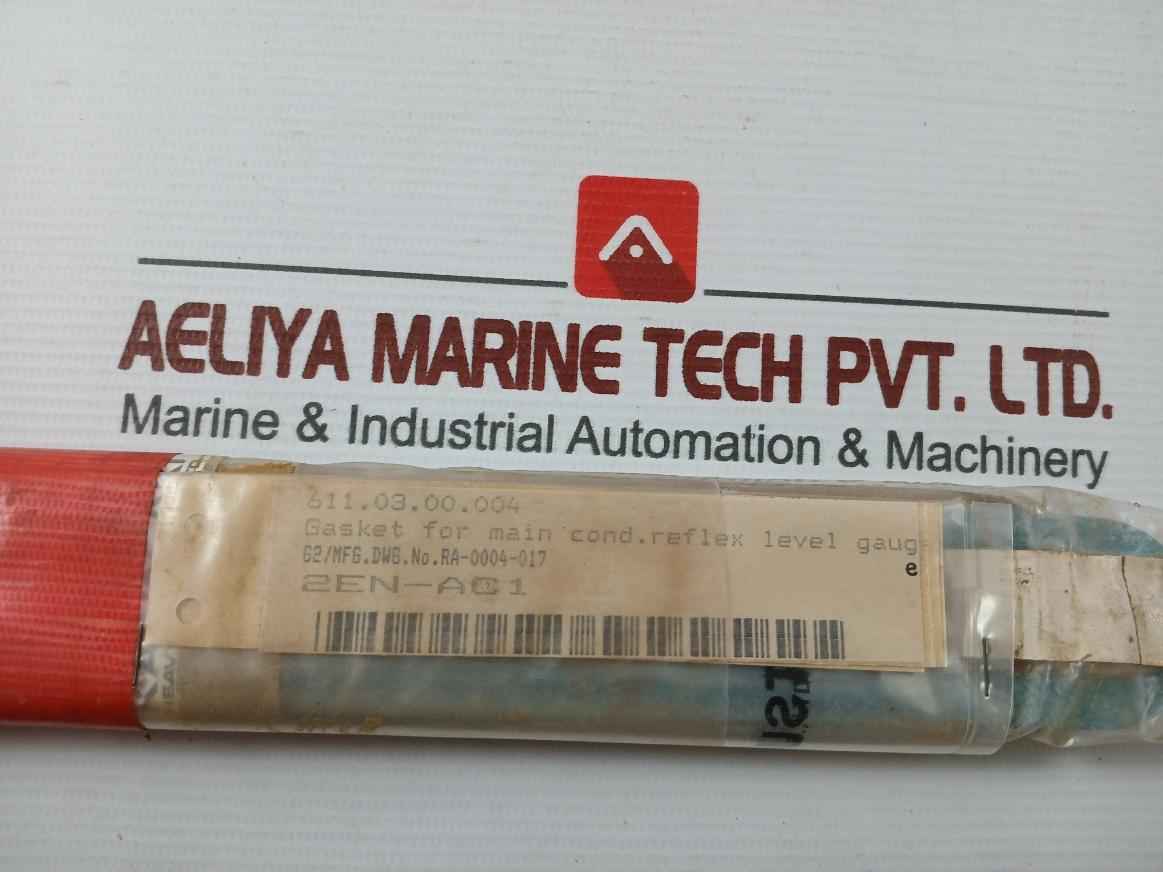 AELIYA MARINE TECH PVT. LTD.
Marine & Industrial Automation & Machinery
611.03.00.004
Gasket for main cond.reflex level gaug
e
G2/MFG.DWG.No.RA-0004-017
2EN-AC1